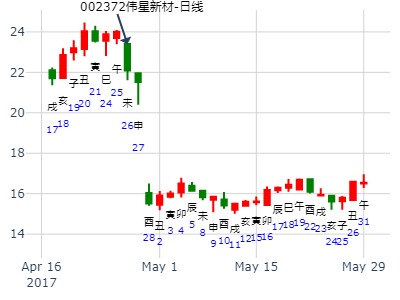 002372伟星新材-日线
24
22
20
18
16
14
戌
17
亥
18
子
19
丑
20
寅
21
巳
24
午
25
未
26
申
27
酉
28
丑
2
寅
3
卯
4
辰
5
未
8
申
9
酉
10
戌
11
亥
12
寅
15
卯
16
辰
17
巳
18
午
19
酉
22
戌
23
亥
24
子
25
丑
26
午
31
Apr 16
2017
May 1
May 15
May 29